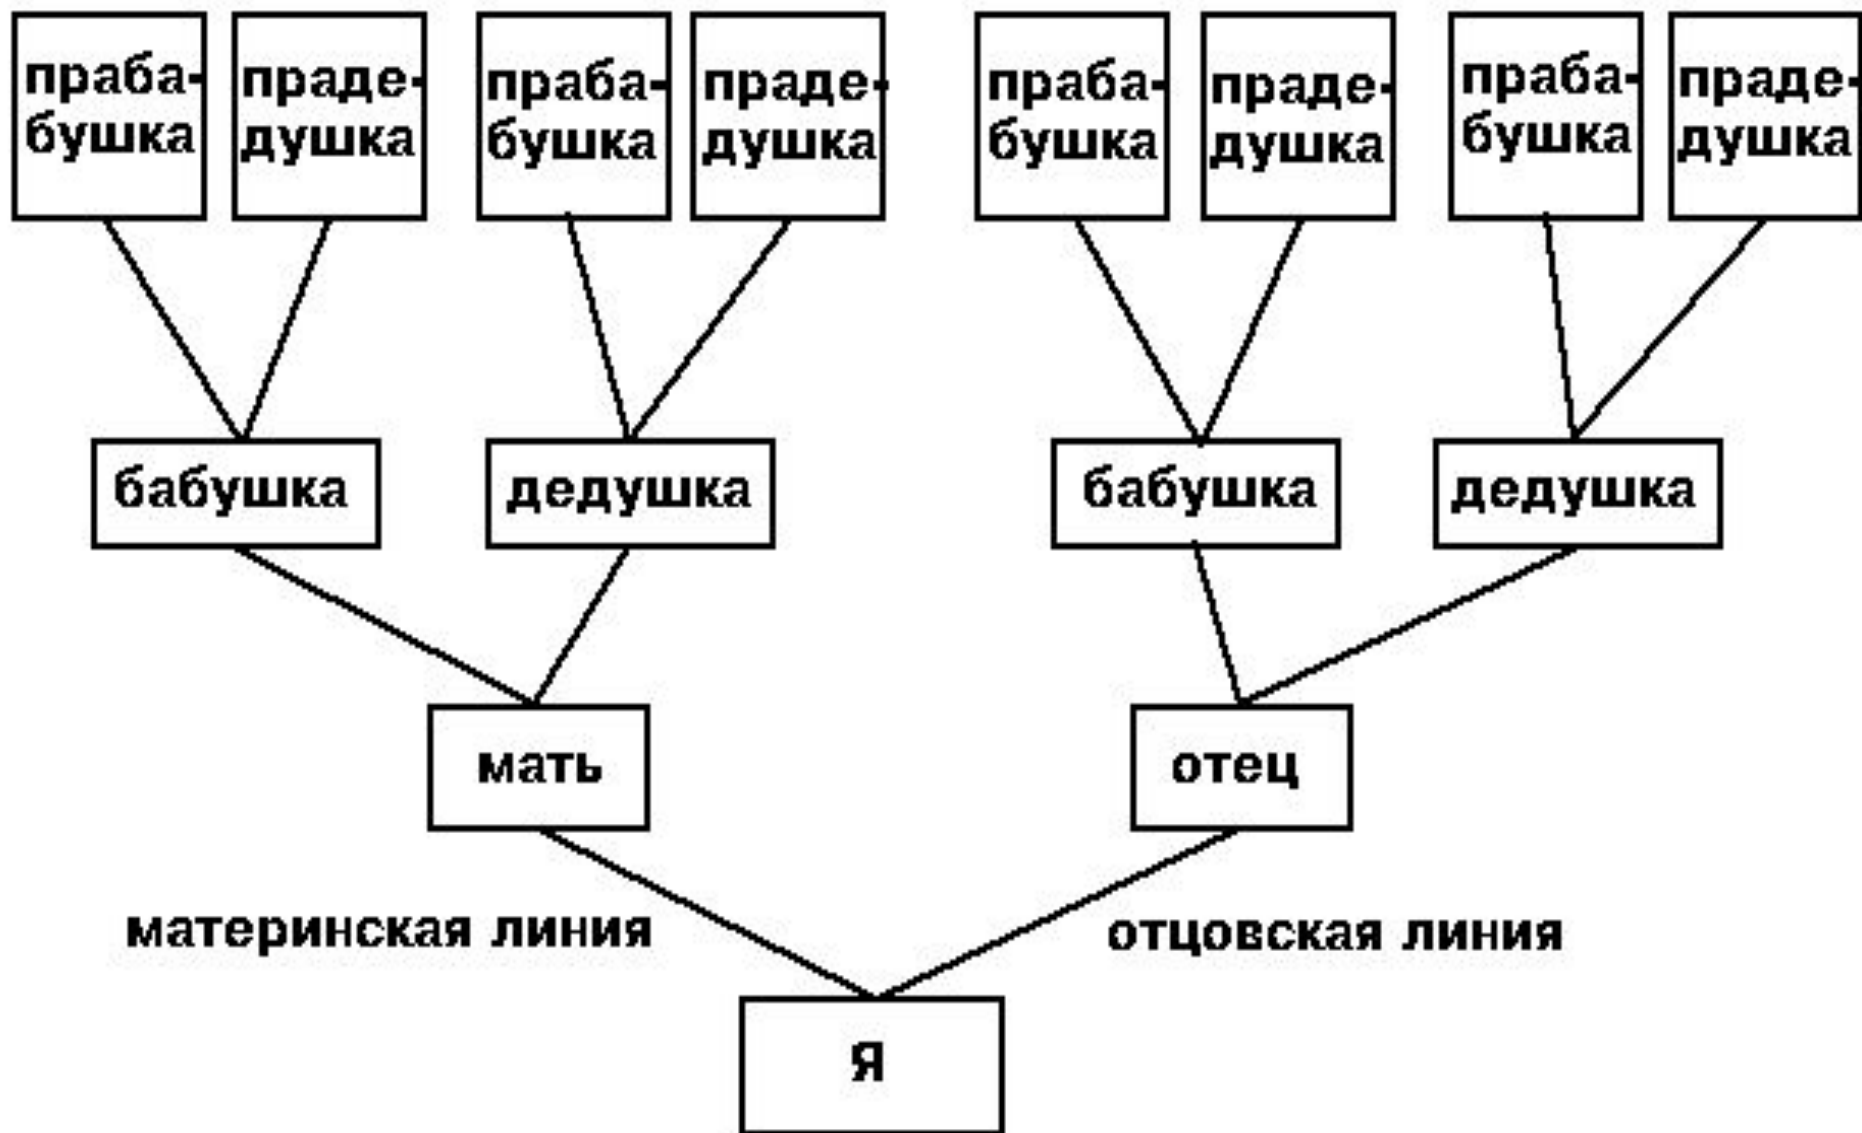 праба-
бушка
праде-
душка
праба-
бушка
праде-
душка
праба-
бушка
праде-
душка
праба-
бушка
праде-
душка
бабушка
дедушка
бабушка
дедушка
мать
отец
материнская линия
отцовская линия
Я